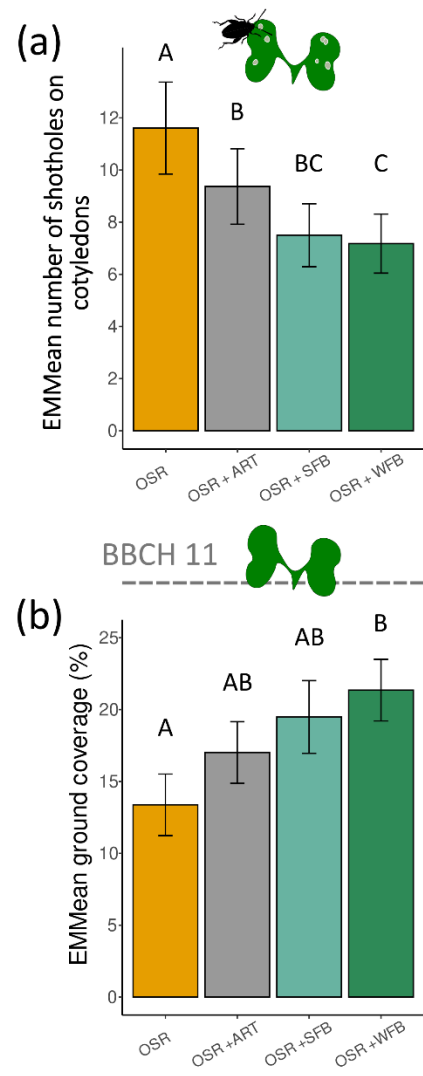 (a)
A
B
BC
C
EMMean number of shotholes on
cotyledons
12
10
8
6
4
2
0
OSR
OSR + ART
OSR + SFB
OSR + WFB
BBCH 11
(b)
A
AB
AB
B
EMMean ground coverage (%)
25
20
15
10
5
0
OSR
OSR +ART
OSR +SFB
OSR +WFB